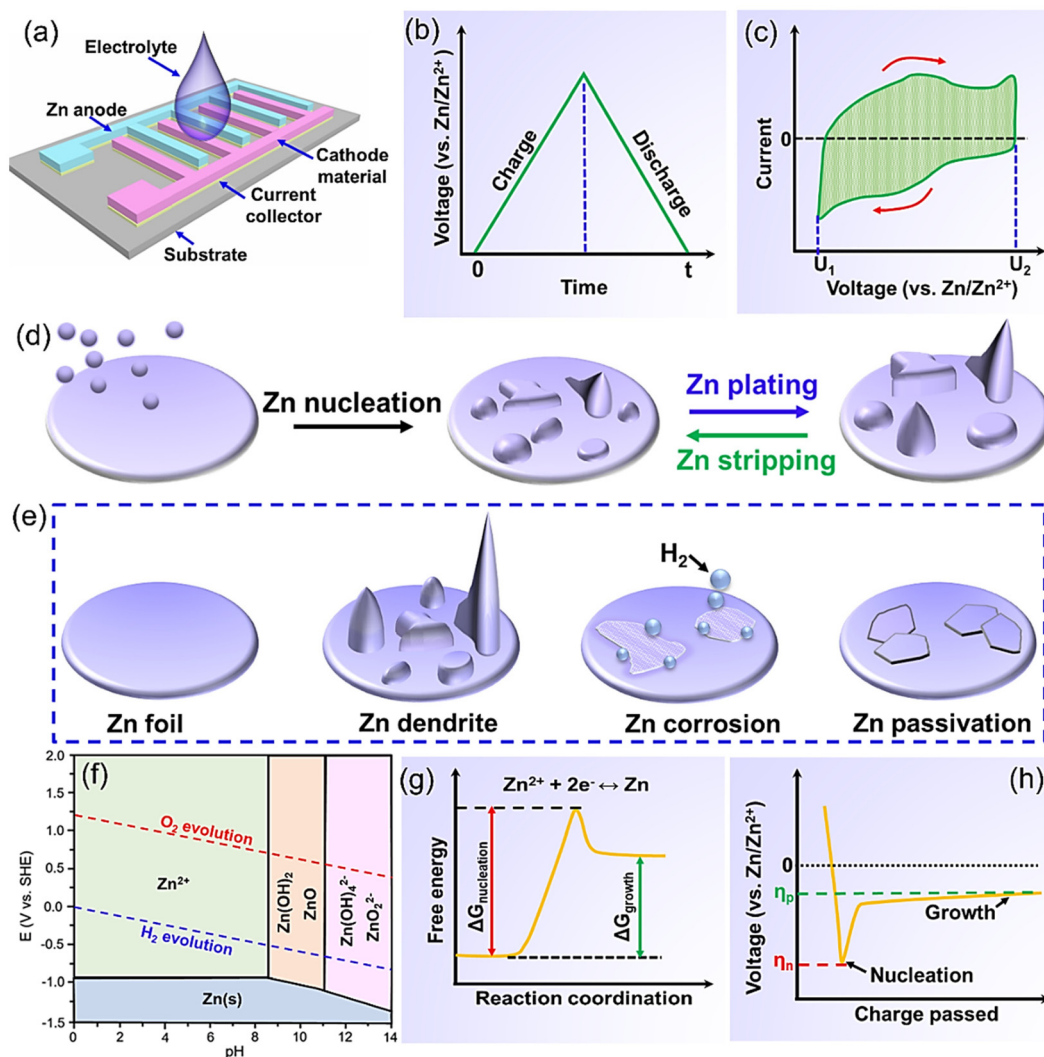 (a)
Electrolyte
Zn anode
Cathode
material
Current
collector
Substrate
(b)
Voltage (vs. Zn/Zn²⁺)
Charge
Discharge
0
t
Time
(c)
Current
0
U₁
U₂
Voltage (vs. Zn/Zn²⁺)
(d)
Zn nucleation
Zn plating
Zn stripping
(e)
H₂
Zn foil
Zn dendrite
Zn corrosion
Zn passivation
(f)
E (V vs. SHE)
2.0
1.5
1.0
0.5
0.0
-0.5
-1.0
-1.5
O₂ evolution
Zn²⁺
H₂ evolution
Zn(OH)₂
ZnO
Zn(OH)₄²⁻
ZnO₂²⁻
Zn(s)
0 2 4 6 8 10 12 14
pH
(g)
Zn²⁺ + 2e⁻ ↔ Zn
Free energy
ΔGnucleation
ΔGgrowth
Reaction coordination
(h)
Voltage (vs. Zn/Zn²⁺)
0
ηp
Growth
ηn
Nucleation
Charge passed